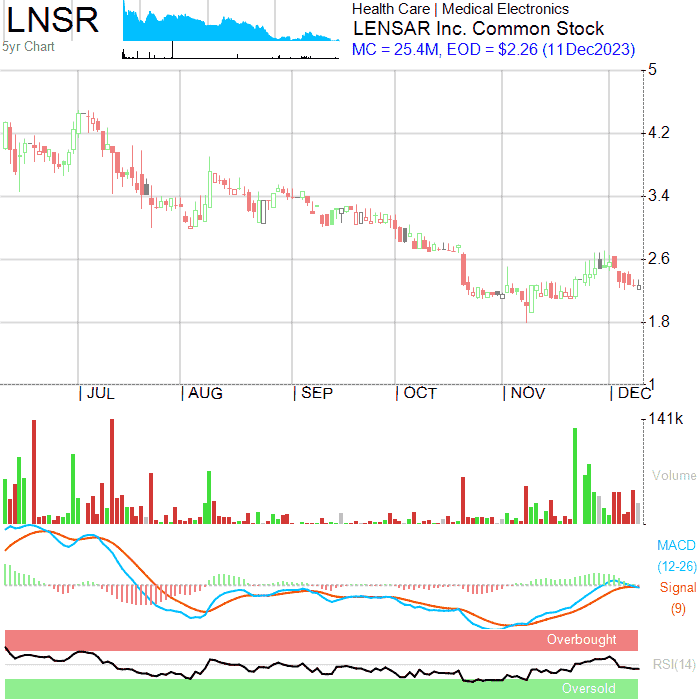 LNSR
5yr Chart
Health Care | Medical Electronics
LENSAR Inc. Common Stock
MC = 25.4M, EOD = $2.26 (11Dec2023)
5
4.2
3.4
2.6
1.8
1
| JUL | AUG | SEP | OCT | NOV | DEC
141k
Volume
MACD
(12-26)
Signal
(9)
Overbought
RSI(14)
Oversold